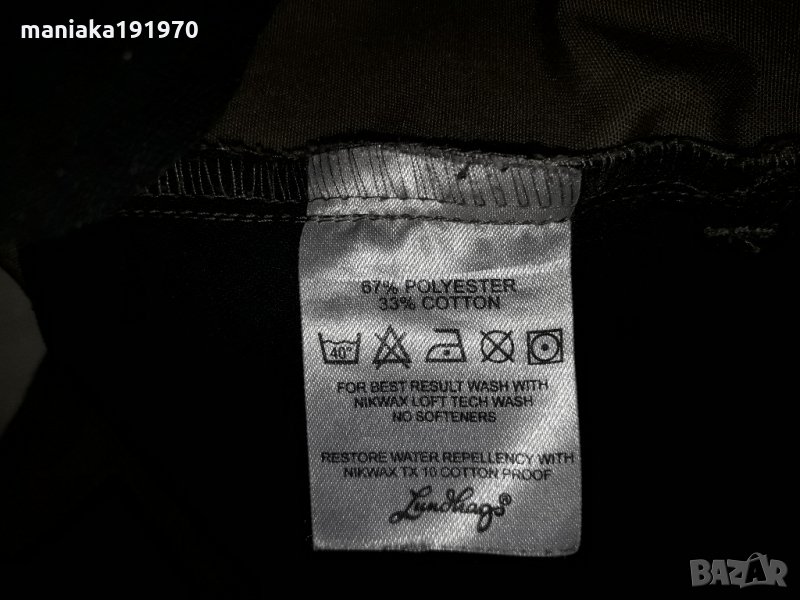 maniaka191970
67% POLYESTER
33% COTTON
40°
FOR BEST RESULT WASH WITH
NIKWAX LOFT TECH WASH
NO SOFTENERS
RESTORE WATER REPELLENCY WITH
NIKWAX TX 10 COTTON PROOF
Lundhags®
BAZAR